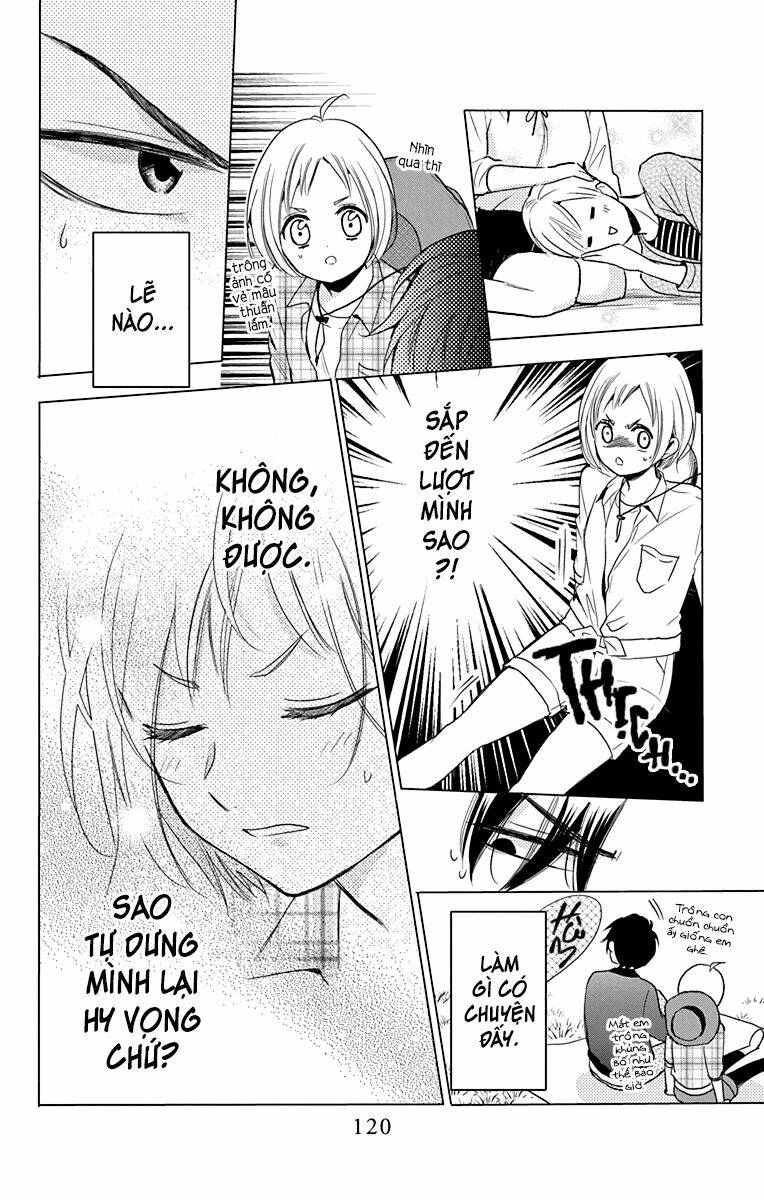 Nhìn
qua thì
trông
ảnh có
vẻ mâu
thuẫn
lắm.
LẼ
NÀO...
SẮP
ĐẾN
LƯỢT
MÌNH
SAO
?!
THỊCH...
KHÔNG,
KHÔNG
ĐƯỢC.
SAO
TỰ DƯNG
MÌNH LẠI
HY VỌNG
CHỨ?
Trông con
chuồn chuồn
ấy giống em
ghê.
Mắt em
trông
khủng
bố như
thế bao
giờ.
LÀM
GÌ CÓ
CHUYỆN
ĐẤY.
120